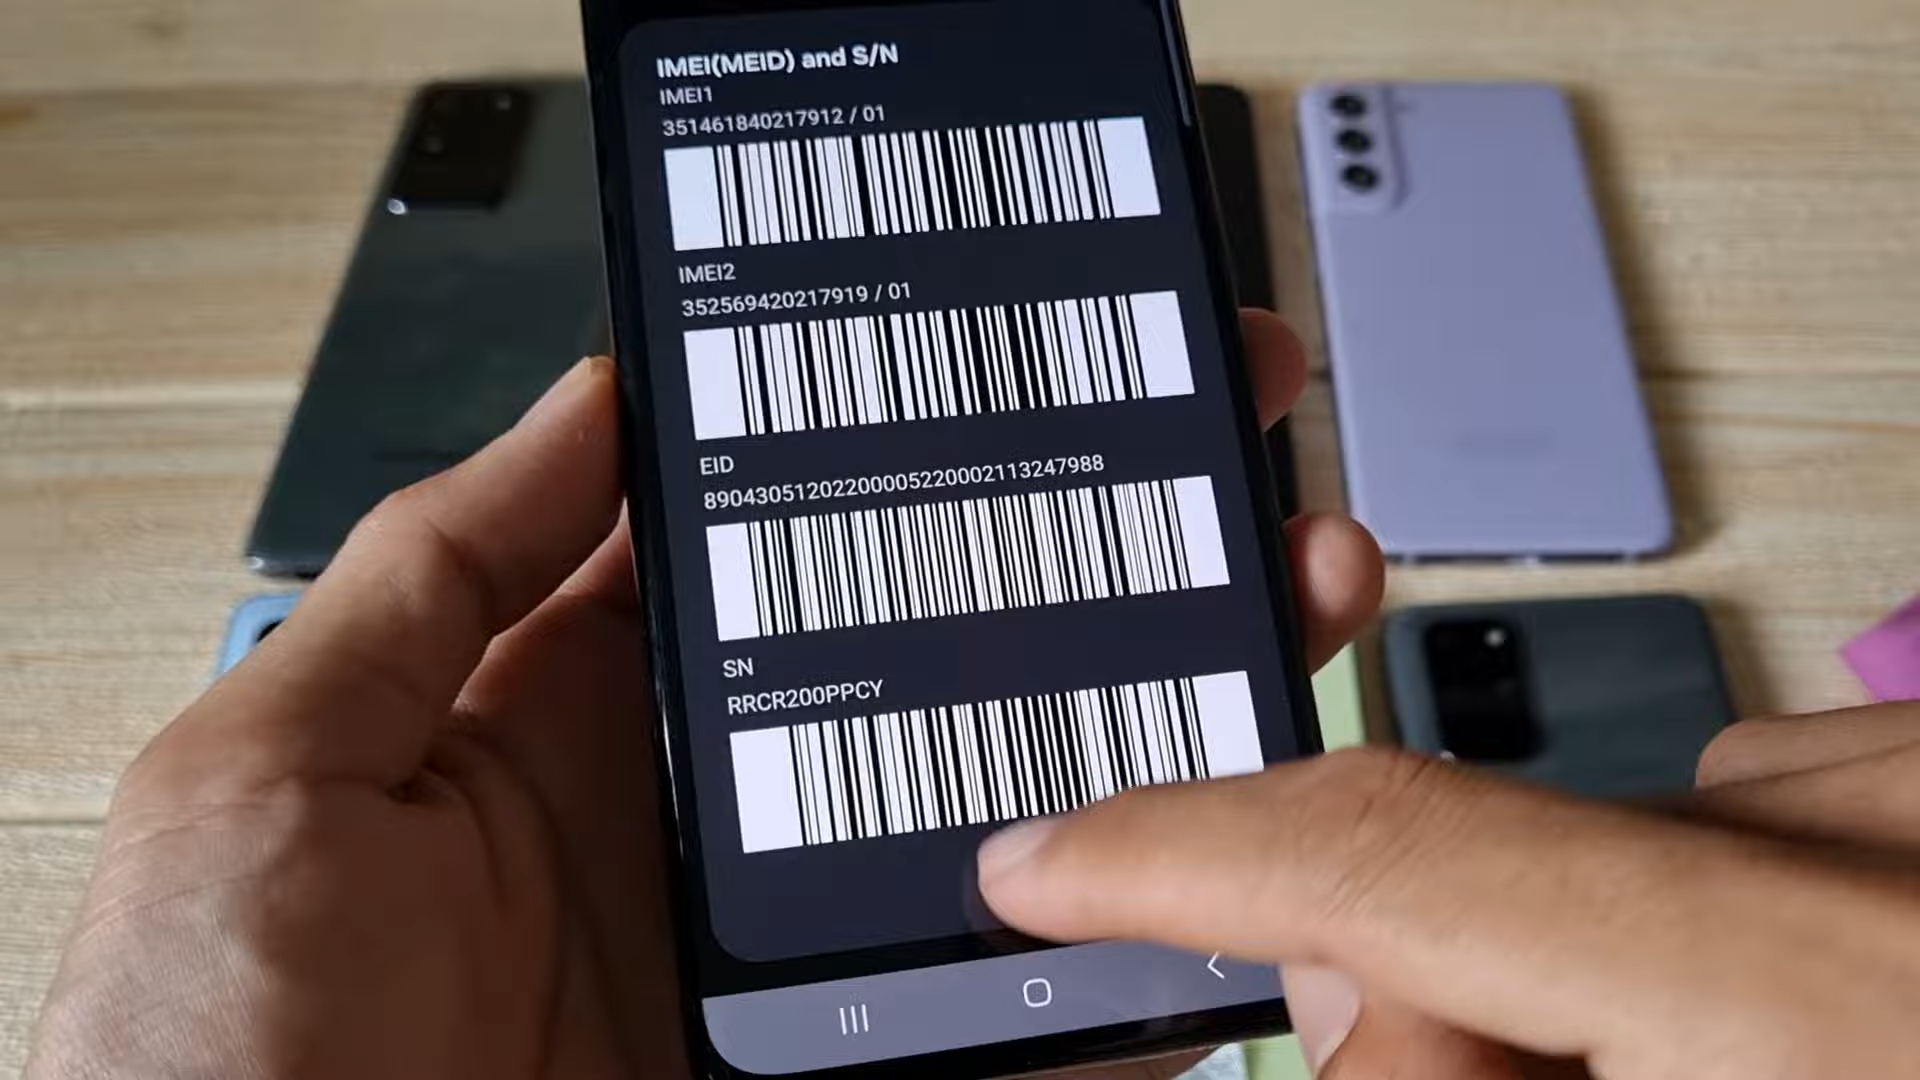 IMEI(MEID) and S/N
IMEI1
351461840217912 / 01
IMEI2
352569420217919 / 01
EID
89043051202200005220002113247988
SN
RRCR200PPCY